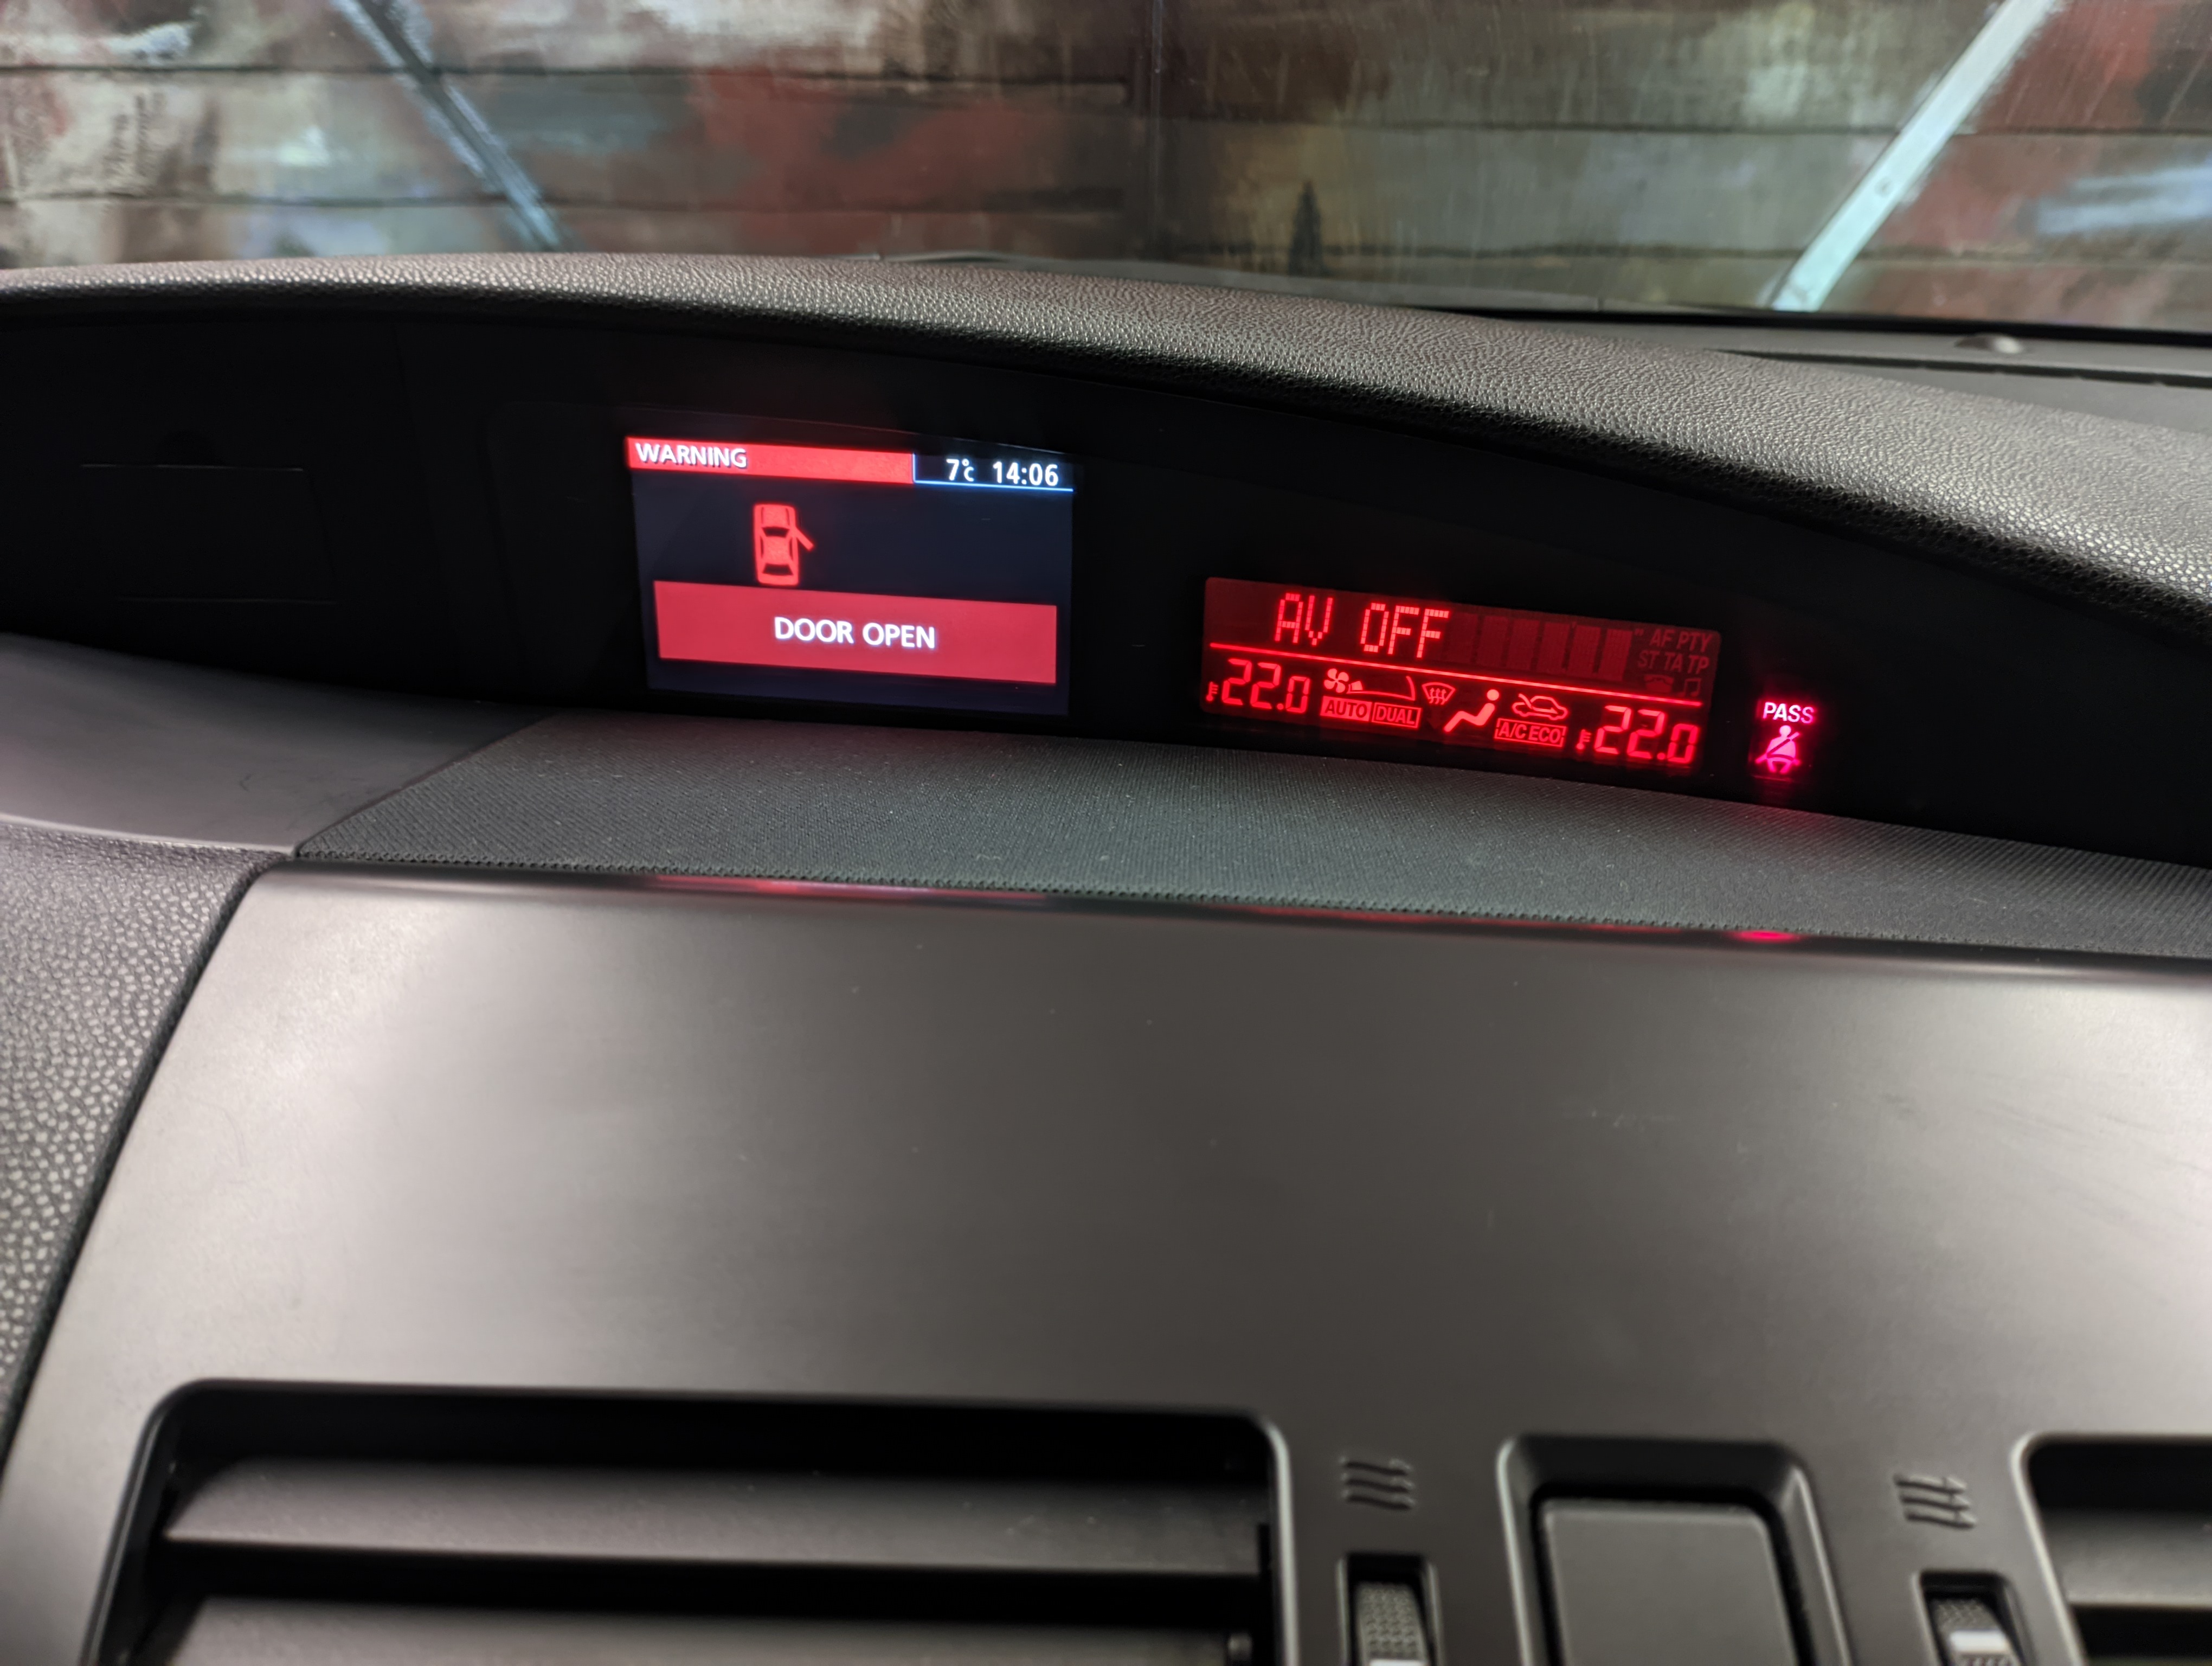 WARNING
7°C 14:06
DOOR OPEN
AV OFF
AF PTY
ST TA TP
22.0 AUTO DUAL A/C ECO 22.0
PASS